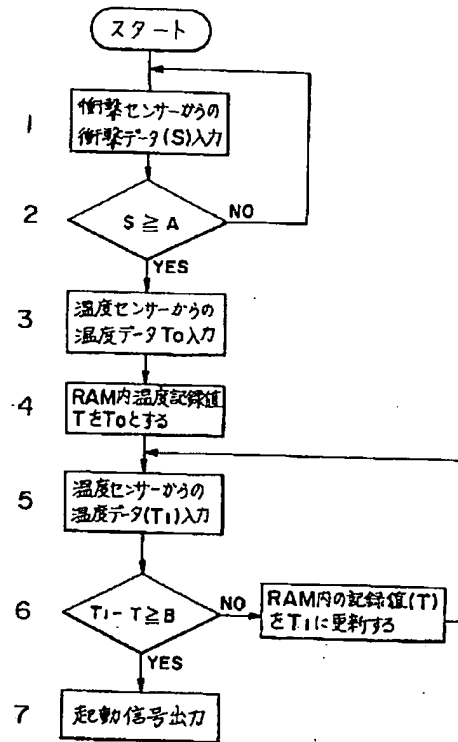 スタート
1
衝撃センサーからの
衝撃データ(S)入力
2
S ≧ A
NO
YES
3
温度センサーからの
温度データTo入力
4
RAM内温度記録値
TをToとする
5
温度センサーからの
温度データ(T1)入力
6
T1 - T ≧ B
NO
RAM内の記録値(T)
をT1に更新する
YES
7
起動信号出力